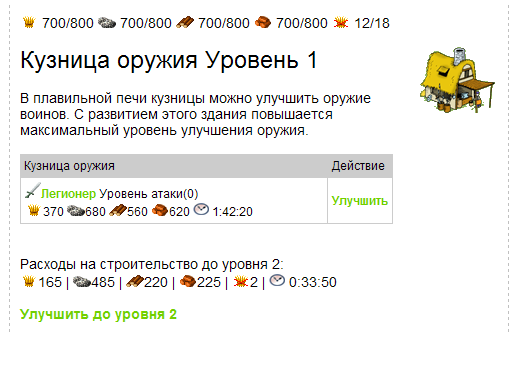 700/800 700/800 700/800 700/800 12/18
Кузница оружия Уровень 1
В плавильной печи кузницы можно улучшить оружие
воинов. С развитием этого здания повышается
максимальный уровень улучшения оружия.
Кузница оружия Действие
Легионер Уровень атаки(0)
370 680 560 620 1:42:20
Улучшить
Расходы на строительство до уровня 2:
165 | 485 | 220 | 225 | 2 | 0:33:50
Улучшить до уровня 2